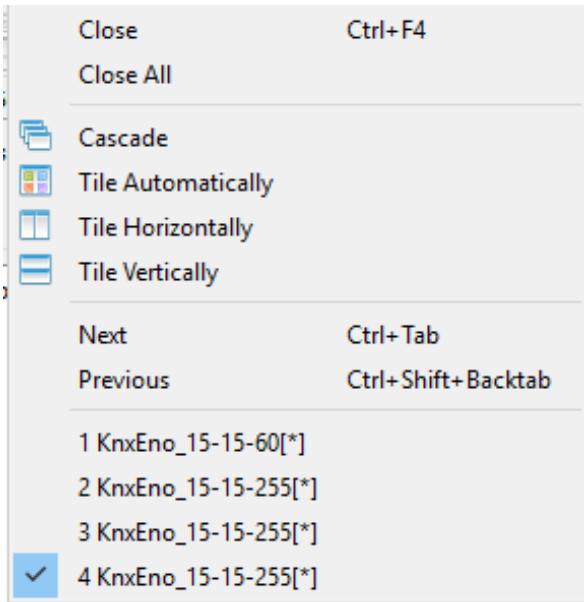 Close Ctrl+F4
Close All
Cascade
Tile Automatically
Tile Horizontally
Tile Vertically
Next Ctrl+Tab
Previous Ctrl+Shift+Backtab
1 KnxEno_15-15-60[*]
2 KnxEno_15-15-255[*]
3 KnxEno_15-15-255[*]
4 KnxEno_15-15-255[*]